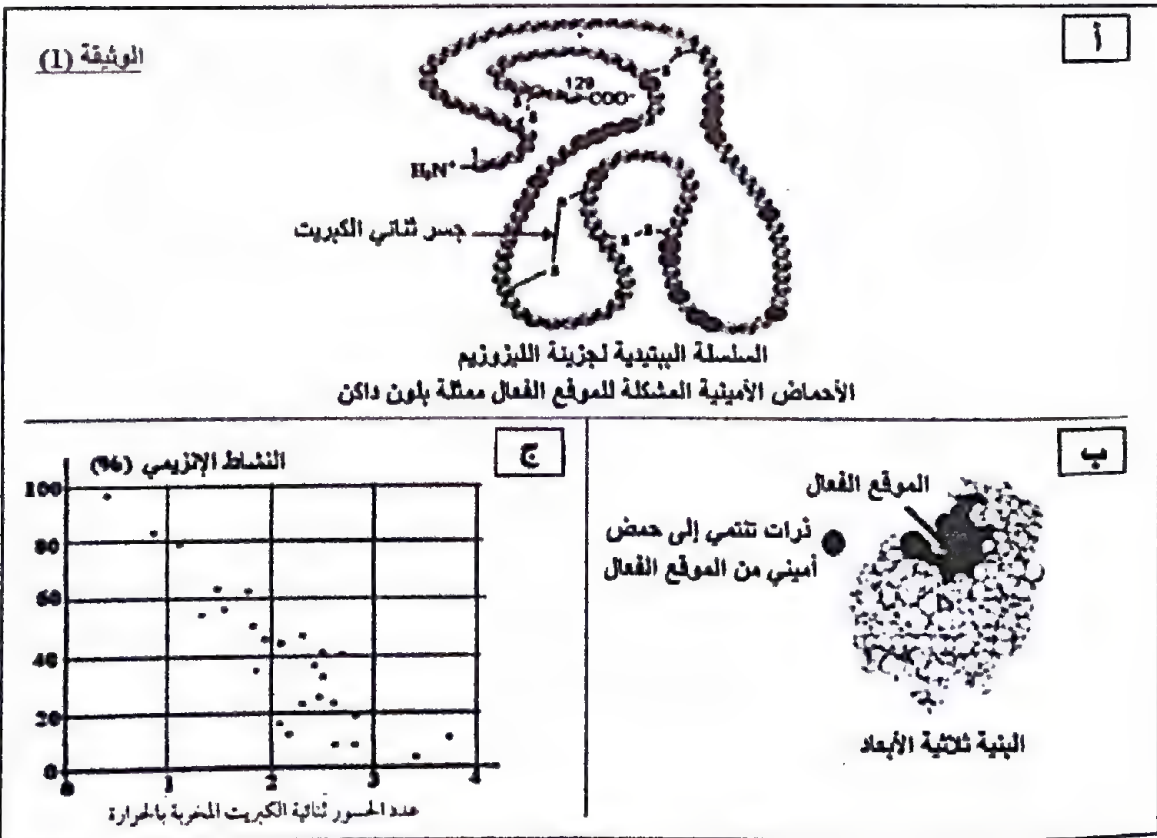 أ
الوثيقة (1)
129
COO⁻
1
H₃N⁺
S
S
S
S
S
S
S
S
جسر ثنائي الكبريت
السلسلة الببتيدية لجزيئة الليزوزيم
الأحماض الأمينية المشكلة للموقع الفعال ممثلة بلون داكن
ب
الموقع الفعال
ذرات تنتمي إلى حمض
أميني من الموقع الفعال
البنية ثلاثية الأبعاد
ج
النشاط الإنزيمي (%)
100
80
60
40
20
0
0 1 2 3 4
عدد الجسور ثنائية الكبريت المخربة بالحرارة